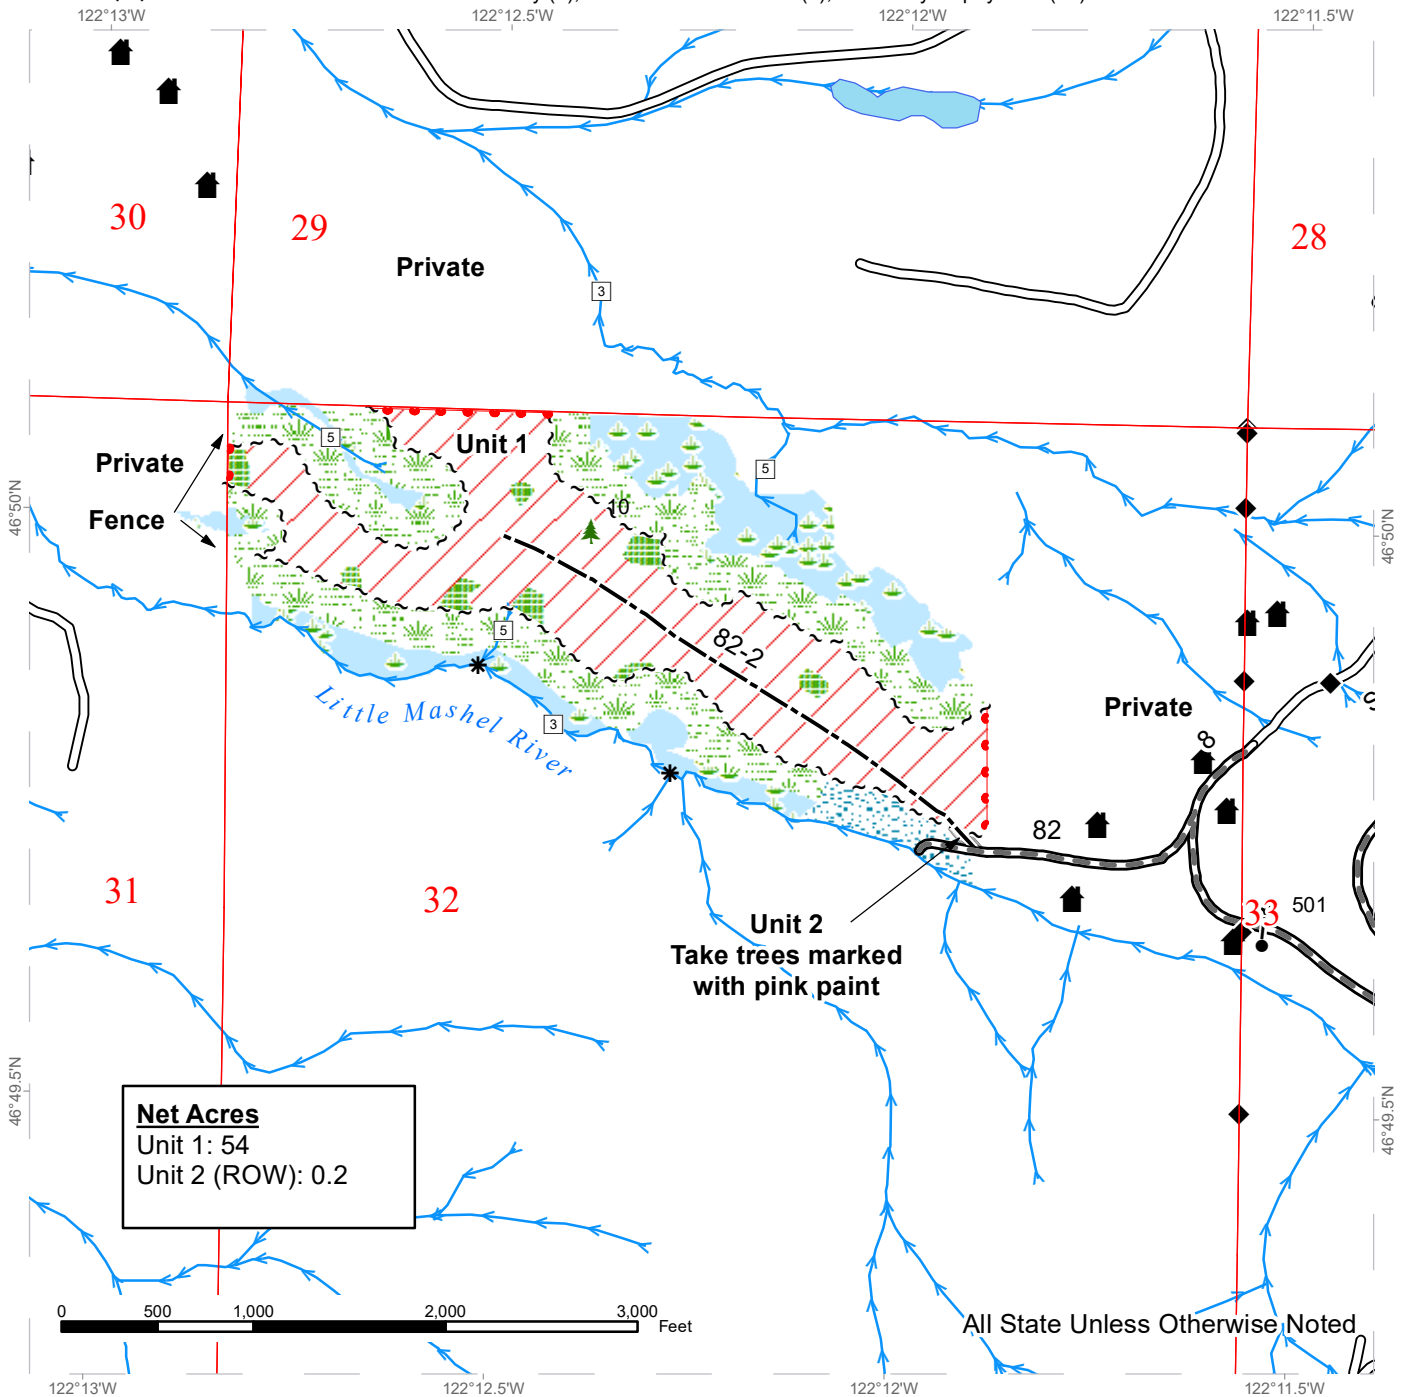 122°13'W
122°12.5'W
122°12'W
122°11.5'W
30
29
28
Private
3
Unit 1
5
5
Private
Fence
10
46°50'N
46°50'N
5
82-2
3
Little Mashel River
Private
8
82
31
32
33
501
Unit 2
Take trees marked
with pink paint
46°49.5'N
46°49.5'N
Net Acres
Unit 1: 54
Unit 2 (ROW): 0.2
0
500
1,000
2,000
3,000
Feet
All State Unless Otherwise Noted
122°13'W
122°12.5'W
122°12'W
122°11.5'W